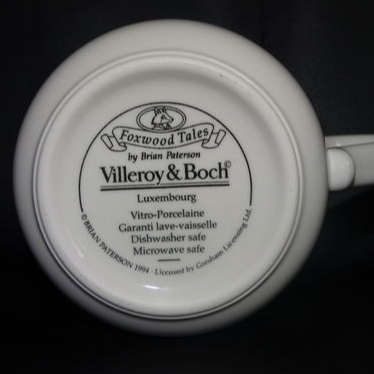 Foxwood Tales
by Brian Paterson
Villeroy & Boch©
Luxembourg
Vitro-Porcelaine
Garanti lave-vaisselle
Dishwasher safe
Microwave safe
© BRIAN PATERSON 1994 · Licensed by Gresham Licensing Ltd.